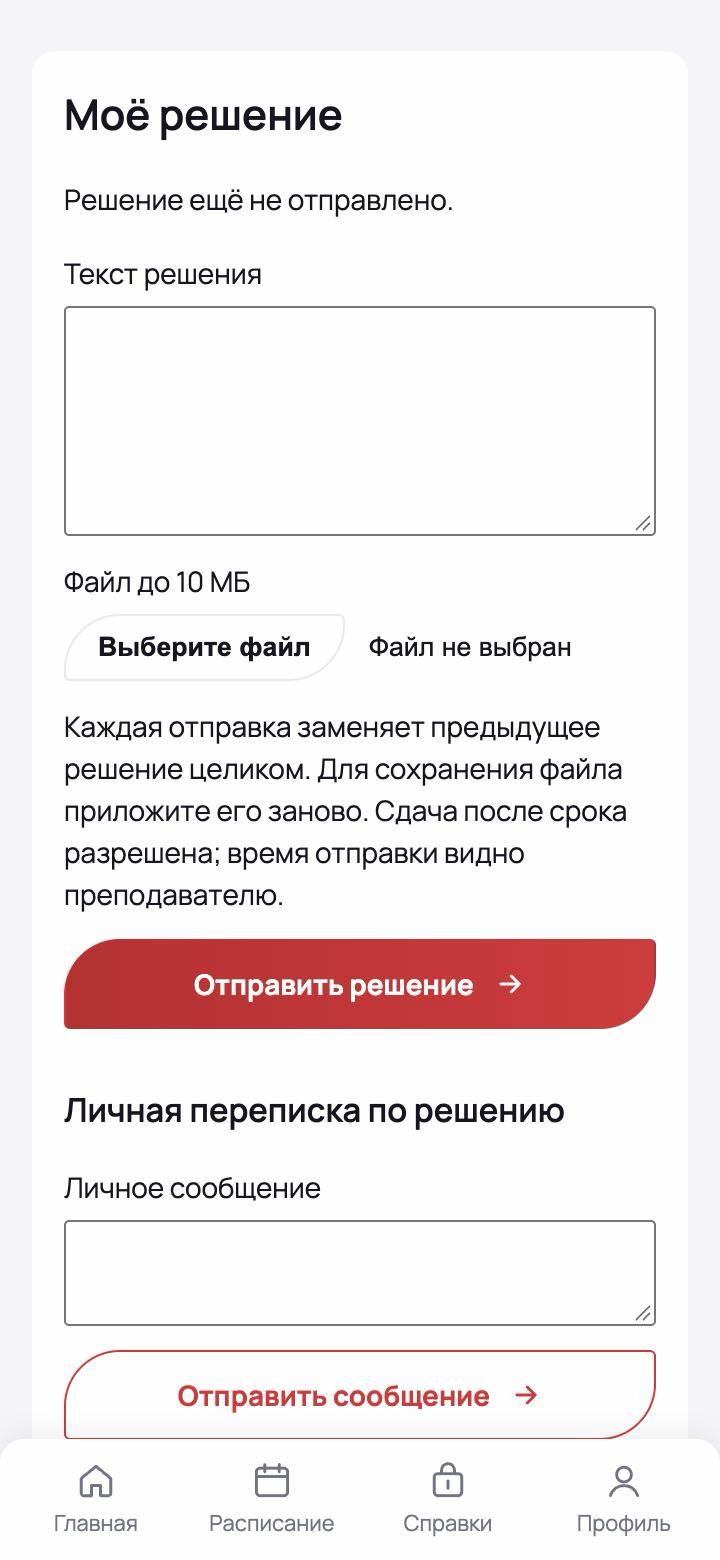 Моё решение
Решение ещё не отправлено.
Текст решения
Файл до 10 МБ
Выберите файл Файл не выбран
Каждая отправка заменяет предыдущее
решение целиком. Для сохранения файла
приложите его заново. Сдача после срока
разрешена; время отправки видно
преподавателю.
Отправить решение →
Личная переписка по решению
Личное сообщение
Отправить сообщение →
Главная Расписание Справки Профиль